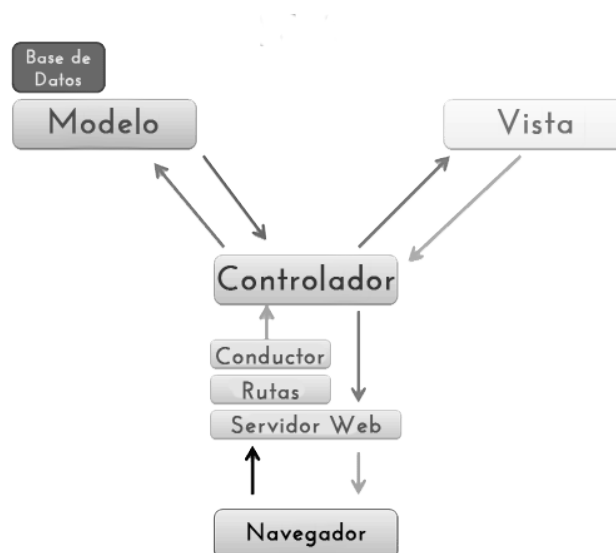 Base de
Datos
Modelo
Vista
Controlador
Conductor
Rutas
Servidor Web
Navegador